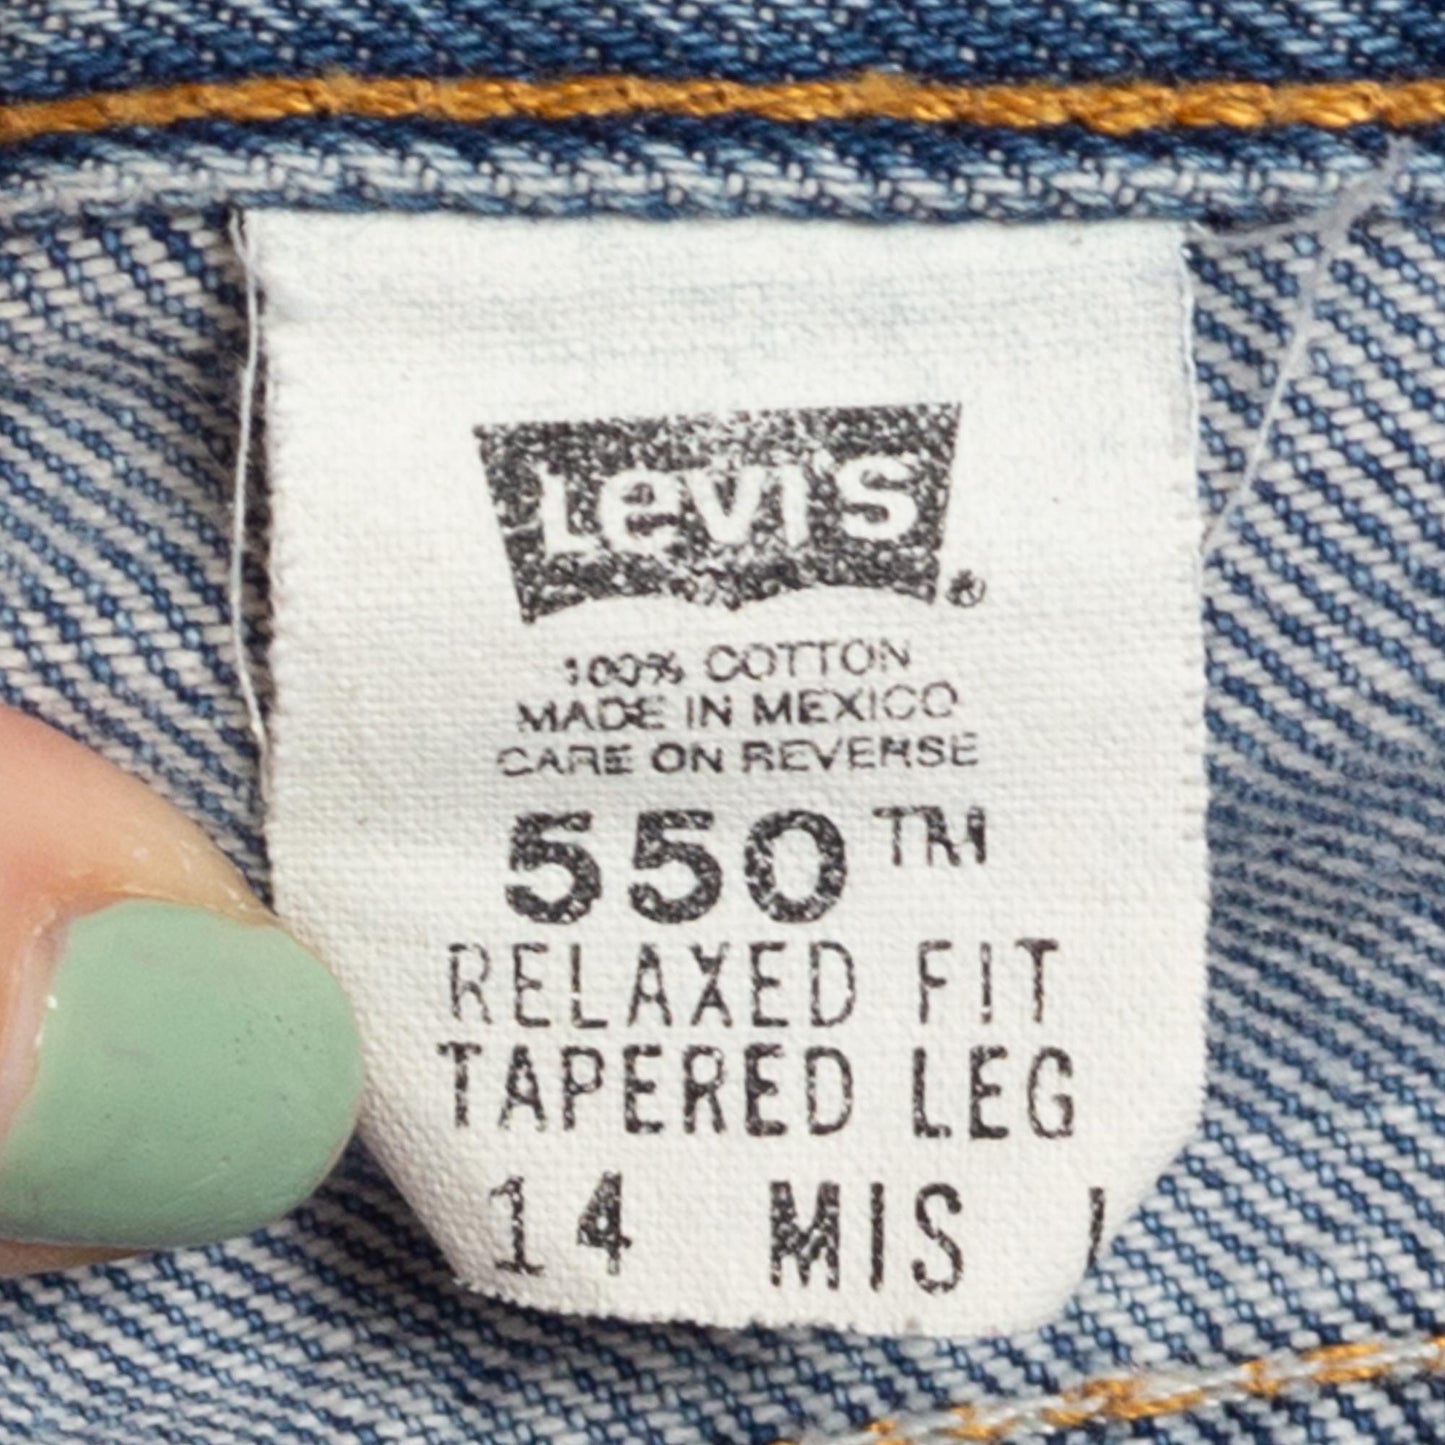 Levi's ®
100% COTTON
MADE IN MEXICO
CARE ON REVERSE
550™
RELAXED FIT
TAPERED LEG
14 MIS